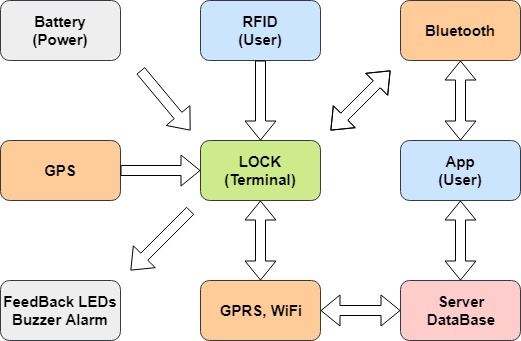 Battery
(Power)
RFID
(User)
Bluetooth
GPS
LOCK
(Terminal)
App
(User)
FeedBack LEDs
Buzzer Alarm
GPRS, WiFi
Server
DataBase